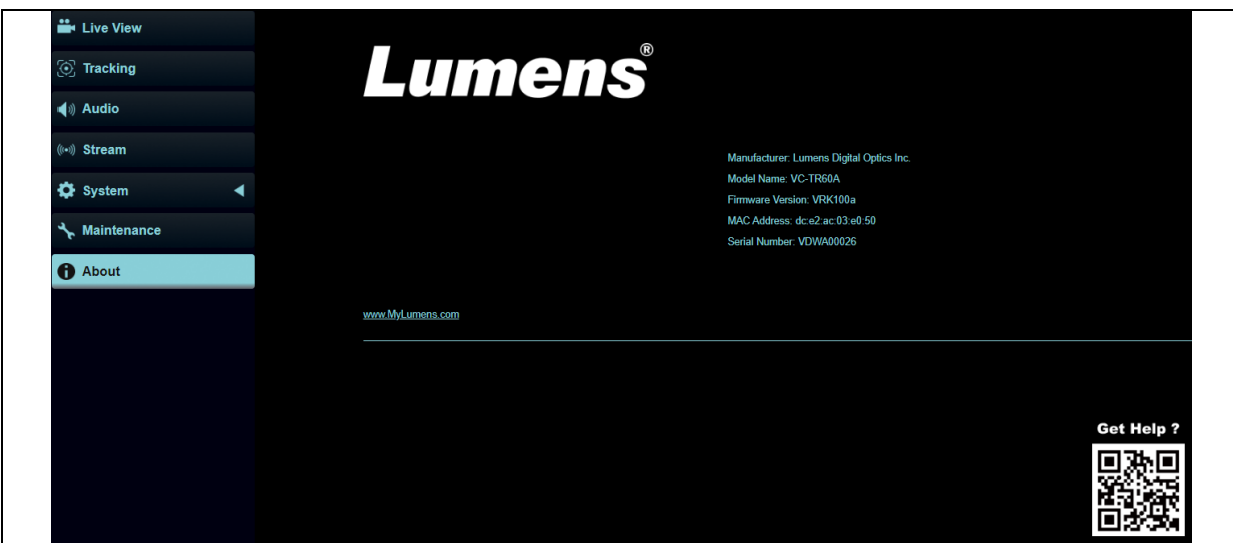 Live View
Tracking
Audio
Stream
System
Maintenance
About
Lumens®
Manufacturer: Lumens Digital Optics Inc.
Model Name: VC-TR60A
Firmware Version: VRK100a
MAC Address: dc:e2:ac:03:e0:50
Serial Number: VDWA00026
www.MyLumens.com
Get Help ?